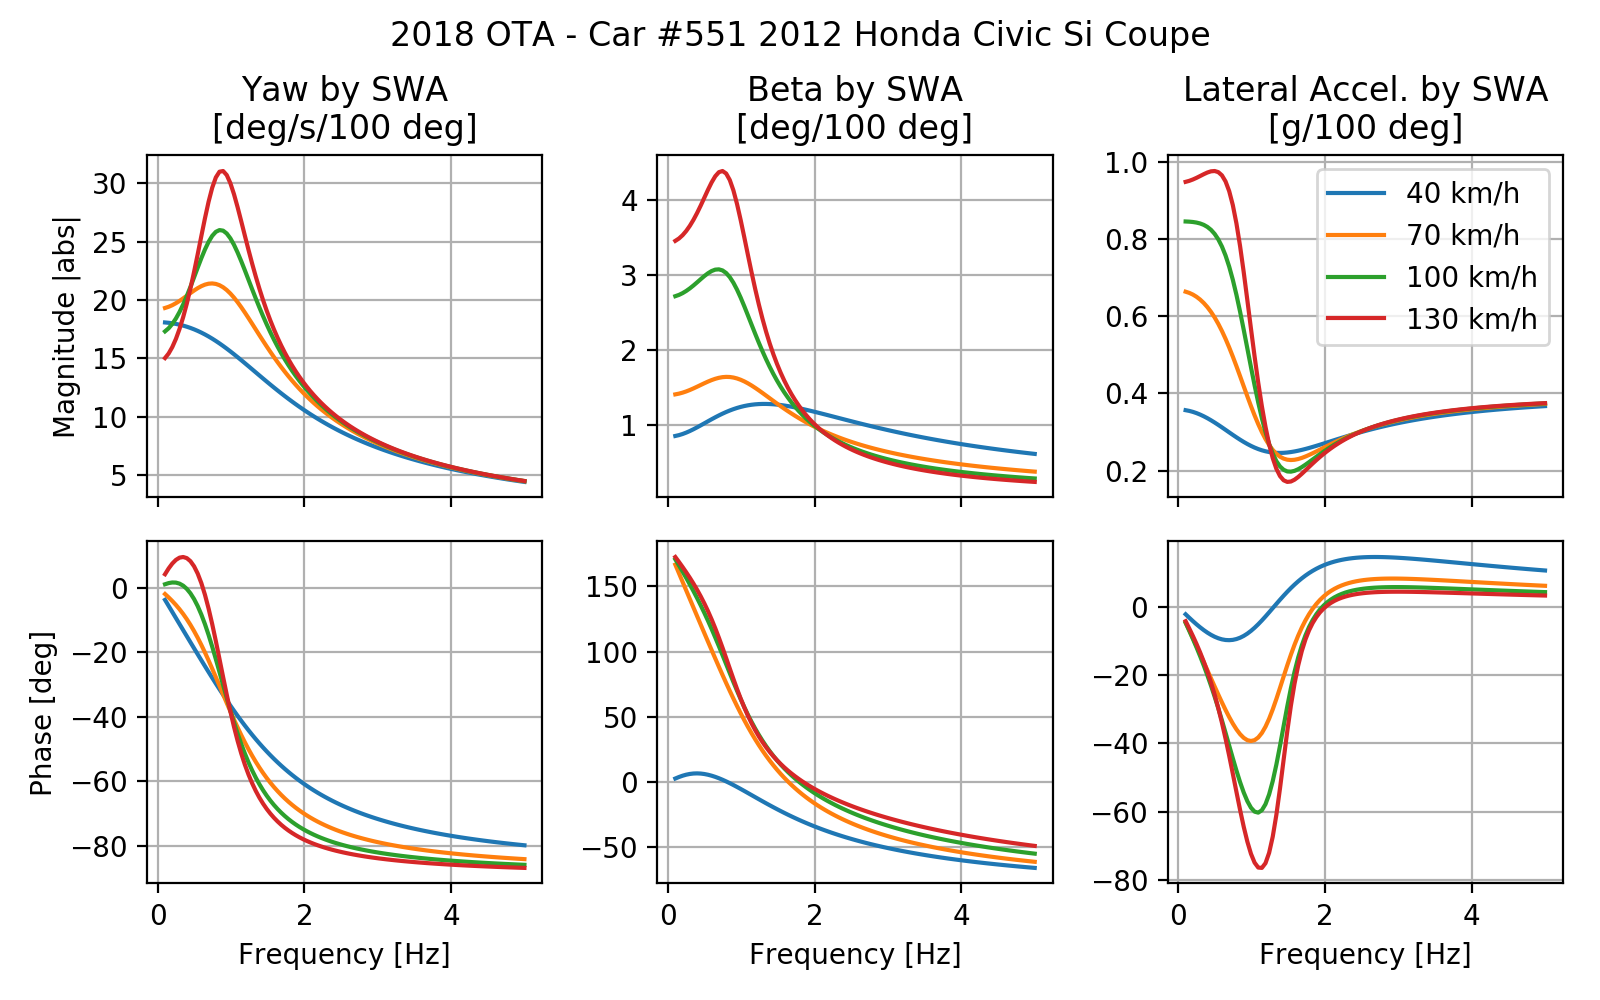 2018 OTA - Car #551 2012 Honda Civic Si Coupe
Yaw by SWA
[deg/s/100 deg]
Beta by SWA
[deg/100 deg]
Lateral Accel. by SWA
[g/100 deg]
Magnitude |abs|
30
25
20
15
10
5
4
3
2
1
1.0
0.8
0.6
0.4
0.2
40 km/h
70 km/h
100 km/h
130 km/h
Phase [deg]
0
−20
−40
−60
−80
0
2
4
Frequency [Hz]
150
100
50
0
−50
0
2
4
Frequency [Hz]
0
−20
−40
−60
−80
0
2
4
Frequency [Hz]